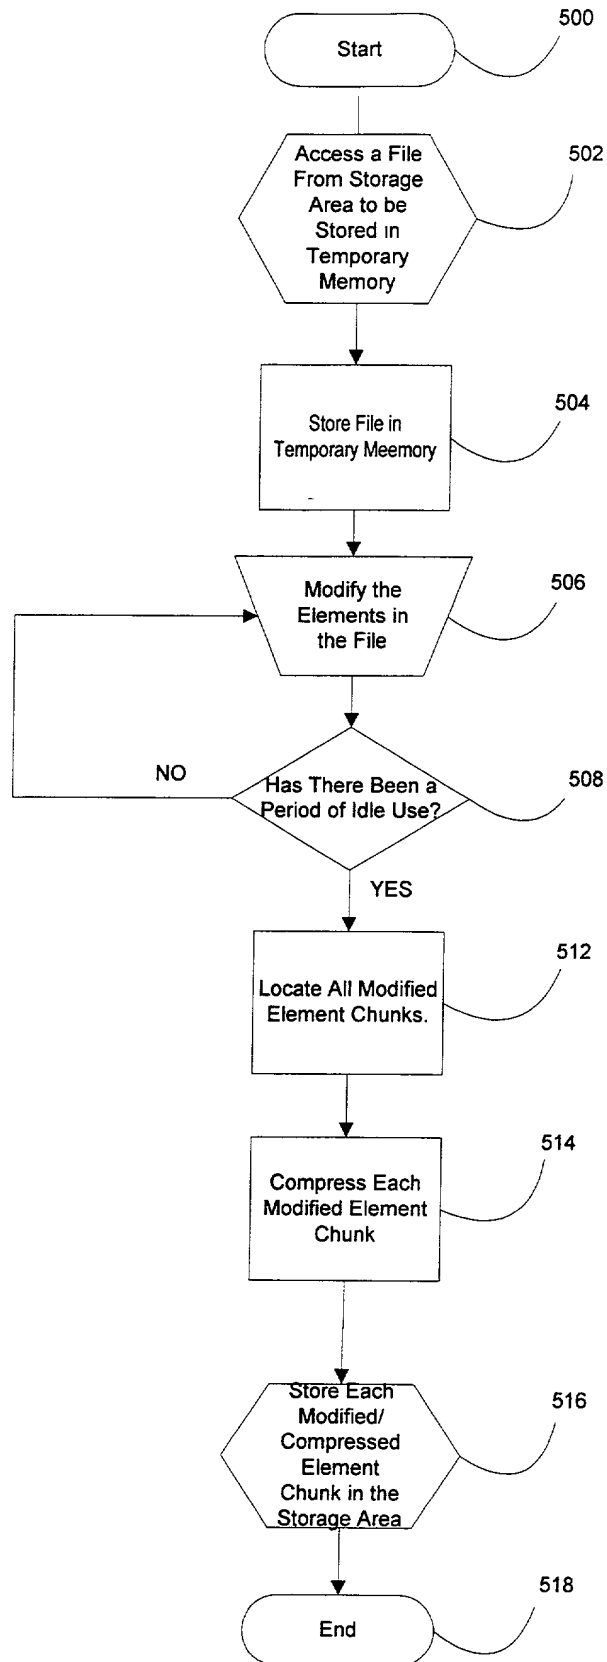 500
Start
502
Access a File
From Storage
Area to be
Stored in
Temporary
Memory
504
Store File in
Temporary Meemory
506
Modify the
Elements in
the File
NO
508
Has There Been a
Period of Idle Use?
YES
512
Locate All Modified
Element Chunks.
514
Compress Each
Modified Element
Chunk
516
Store Each
Modified/
Compressed
Element
Chunk in the
Storage Area
518
End